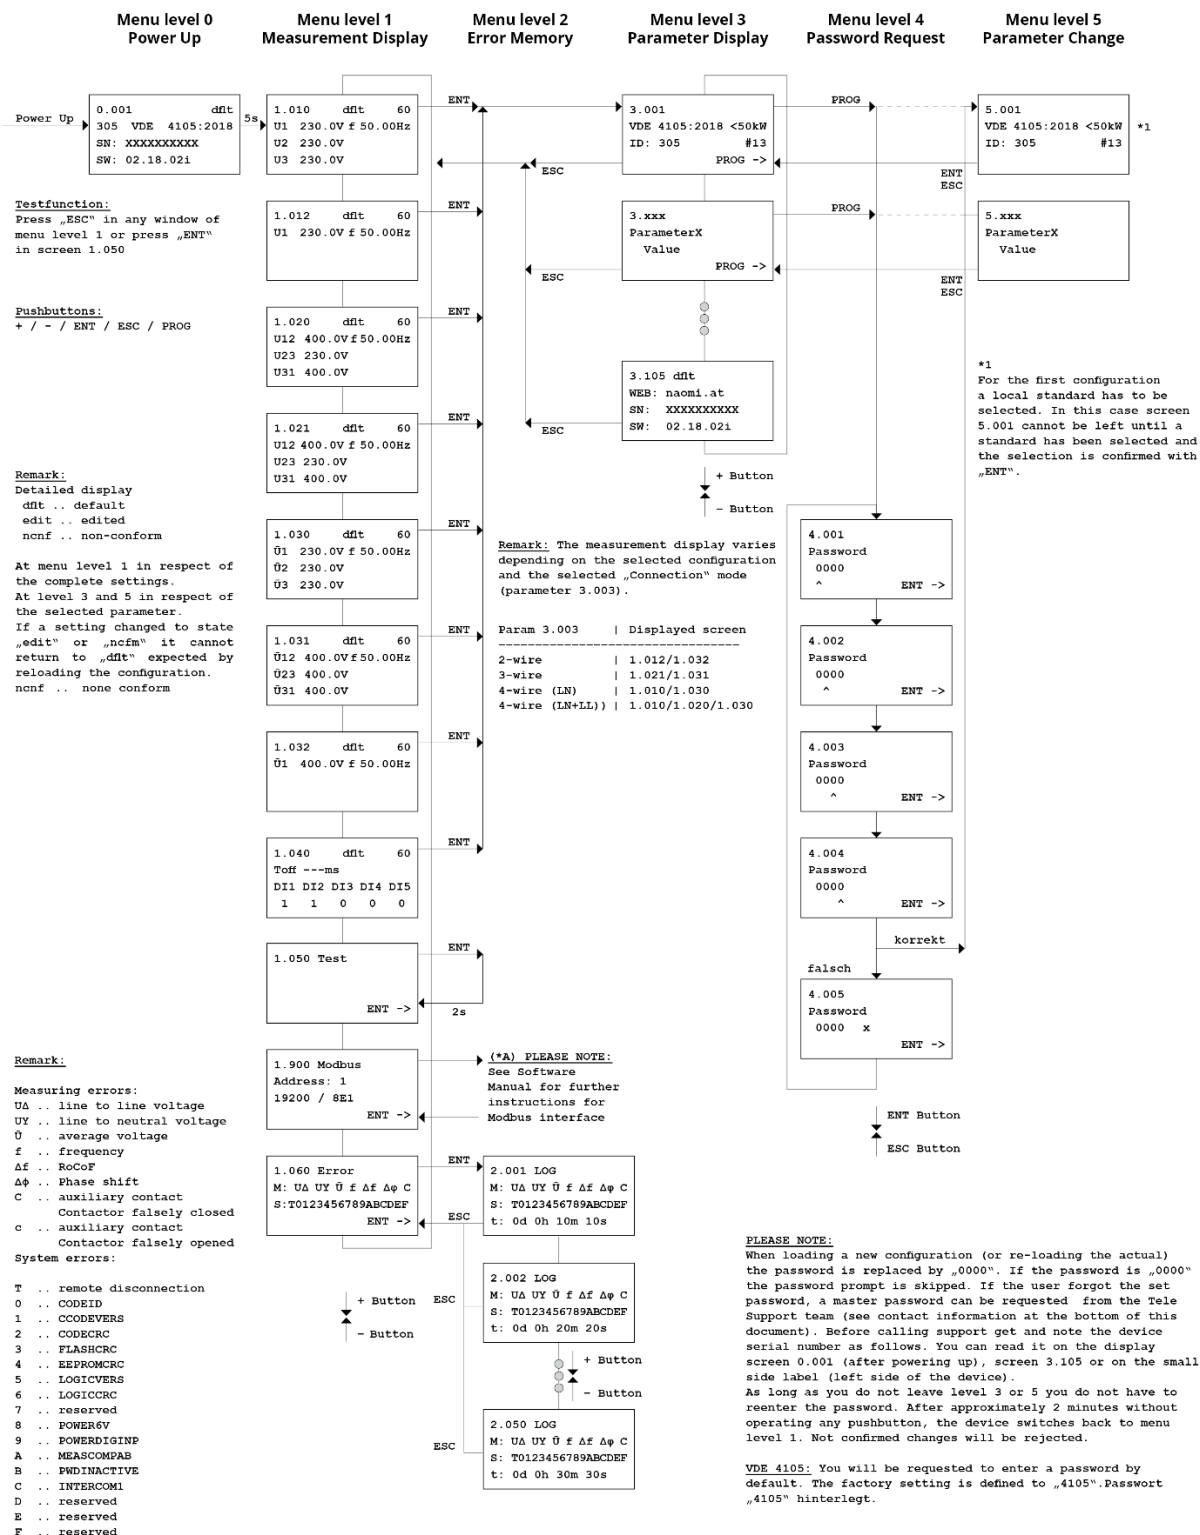 Menu level 0
Power Up
Menu level 1
Measurement Display
Menu level 2
Error Memory
Menu level 3
Parameter Display
Menu level 4
Password Request
Menu level 5
Parameter Change
Power Up
0.001 dflt
305 VDE 4105:2018
SN: XXXXXXXXXX
SW: 02.18.02i
5s
Testfunction:
Press „ESC“ in any window of
menu level 1 or press „ENT“
in screen 1.050
Pushbuttons:
+ / - / ENT / ESC / PROG
Remark:
Detailed display
dflt .. default
edit .. edited
ncnf .. non-conform
At menu level 1 in respect of
the complete settings.
At level 3 and 5 in respect of
the selected parameter.
If a setting changed to state
„edit“ or „ncfm“ it cannot
return to „dflt“ expected by
reloading the configuration.
ncnf .. none conform
Remark:
Measuring errors:
UΔ .. line to line voltage
UY .. line to neutral voltage
Ū .. average voltage
f .. frequency
Δf .. RoCoF
Δϕ .. Phase shift
C .. auxiliary contact
Contactor falsely closed
c .. auxiliary contact
Contactor falsely opened
System errors:
T .. remote disconnection
0 .. CODEID
1 .. CCODEVERS
2 .. CODECRC
3 .. FLASHCRC
4 .. EEPROMCRC
5 .. LOGICVERS
6 .. LOGICCRC
7 .. reserved
8 .. POWER6V
9 .. POWERDIGINP
A .. MEASCOMPAB
B .. PWDINACTIVE
C .. INTERCOM1
D .. reserved
E .. reserved
F .. reserved
1.010 dflt 60
U1 230.0V f 50.00Hz
U2 230.0V
U3 230.0V
ENT
1.012 dflt 60
U1 230.0V f 50.00Hz
ENT
1.020 dflt 60
U12 400.0V f 50.00Hz
U23 230.0V
U31 400.0V
ENT
1.021 dflt 60
U12 400.0V f 50.00Hz
U23 230.0V
U31 400.0V
ENT
1.030 dflt 60
Ū1 230.0V f 50.00Hz
Ū2 230.0V
Ū3 230.0V
ENT
1.031 dflt 60
Ū12 400.0V f 50.00Hz
Ū23 400.0V
Ū31 400.0V
ENT
1.032 dflt 60
Ū1 400.0V f 50.00Hz
ENT
1.040 dflt 60
Toff ---ms
DI1 DI2 DI3 DI4 DI5
1 1 0 0 0
ENT
1.050 Test
ENT ->
ENT
2s
1.900 Modbus
Address: 1
19200 / 8E1
ENT ->
(*A) PLEASE NOTE:
See Software
Manual for further
instructions for
Modbus interface
1.060 Error
M: UΔ UY Ū f Δf Δφ C
S:T0123456789ABCDEF
ENT ->
ENT
ESC
+ Button
- Button
2.001 LOG
M: UΔ UY Ū f Δf Δφ C
S: T0123456789ABCDEF
t: 0d 0h 10m 10s
ESC
2.002 LOG
M: UΔ UY Ū f Δf Δφ C
S: T0123456789ABCDEF
t: 0d 0h 20m 20s
+ Button
- Button
ESC
2.050 LOG
M: UΔ UY Ū f Δf Δφ C
S: T0123456789ABCDEF
t: 0d 0h 30m 30s
3.001
VDE 4105:2018 <50kW
ID: 305 #13
PROG ->
ESC
PROG
3.xxx
ParameterX
Value
PROG ->
ESC
PROG
3.105 dflt
WEB: naomi.at
SN: XXXXXXXXXX
SW: 02.18.02i
ESC
+ Button
- Button
Remark: The measurement display varies
depending on the selected configuration
and the selected „Connection“ mode
(parameter 3.003).
Param 3.003 | Displayed screen
--------------------------------
2-wire | 1.012/1.032
3-wire | 1.021/1.031
4-wire (LN) | 1.010/1.030
4-wire (LN+LL)) | 1.010/1.020/1.030
5.001
VDE 4105:2018 <50kW
ID: 305 #13
*1
ENT
ESC
5.xxx
ParameterX
Value
ENT
ESC
*1
For the first configuration
a local standard has to be
selected. In this case screen
5.001 cannot be left until a
standard has been selected and
the selection is confirmed with
„ENT“.
4.001
Password
0000
^ ENT ->
4.002
Password
0000
^ ENT ->
4.003
Password
0000
^ ENT ->
4.004
Password
0000
^ ENT ->
korrekt
falsch
4.005
Password
0000 x
ENT ->
ENT Button
ESC Button
PLEASE NOTE:
When loading a new configuration (or re-loading the actual)
the password is replaced by „0000“. If the password is „0000“
the password prompt is skipped. If the user forgot the set
password, a master password can be requested from the Tele
Support team (see contact information at the bottom of this
document). Before calling support get and note the device
serial number as follows. You can read it on the display
screen 0.001 (after powering up), screen 3.105 or on the small
side label (left side of the device).
As long as you do not leave level 3 or 5 you do not have to
reenter the password. After approximately 2 minutes without
operating any pushbutton, the device switches back to menu
level 1. Not confirmed changes will be rejected.
VDE 4105: You will be requested to enter a password by
default. The factory setting is defined to „4105“.Passwort
„4105“ hinterlegt.